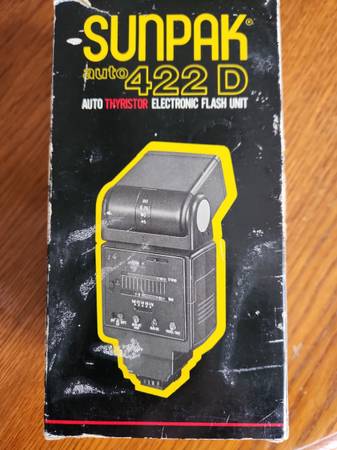 SUNPAK®
auto 422 D
AUTO THYRISTOR ELECTRONIC FLASH UNIT